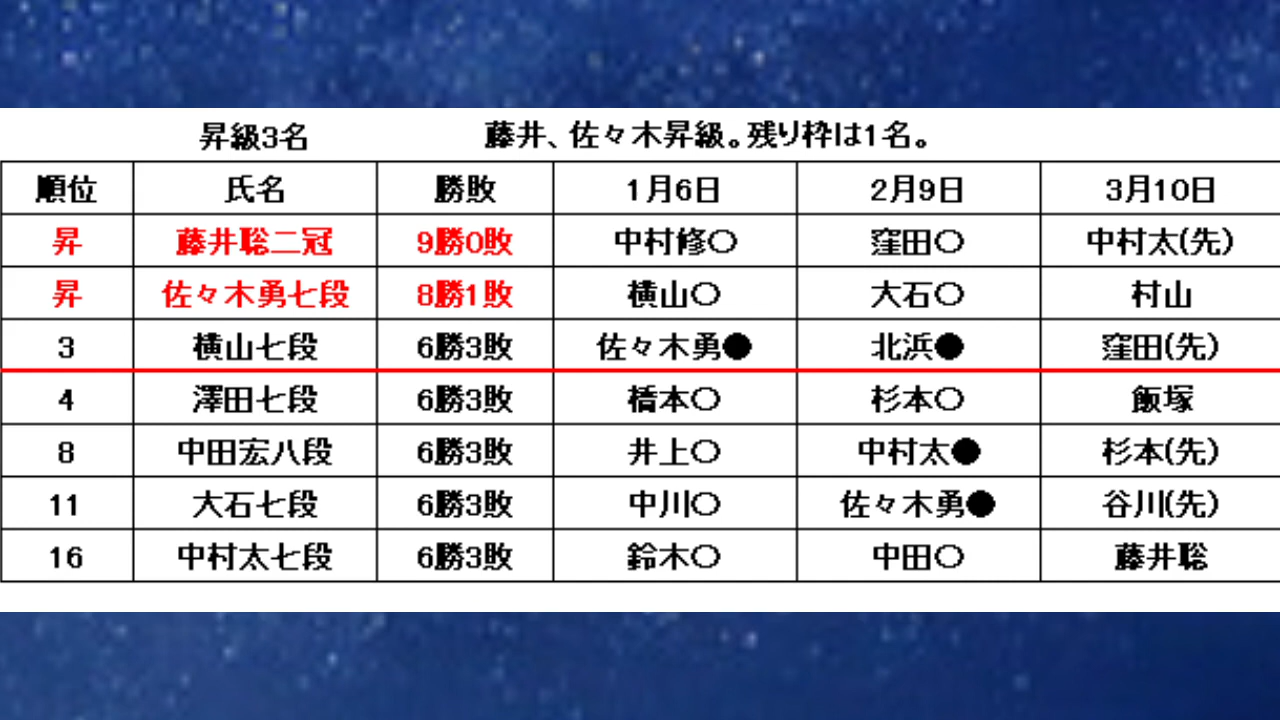 昇級3名 藤井、佐々木昇級。残り枠は1名。
順位 氏名 勝敗 1月6日 2月9日 3月10日
昇 藤井聡二冠 9勝0敗 中村修○ 窪田○ 中村太(先)
昇 佐々木勇七段 8勝1敗 横山○ 大石○ 村山
3 横山七段 6勝3敗 佐々木勇● 北浜● 窪田(先)
4 澤田七段 6勝3敗 橋本○ 杉本○ 飯塚
8 中田宏八段 6勝3敗 井上○ 中村太● 杉本(先)
11 大石七段 6勝3敗 中川○ 佐々木勇● 谷川(先)
16 中村太七段 6勝3敗 鈴木○ 中田○ 藤井聡